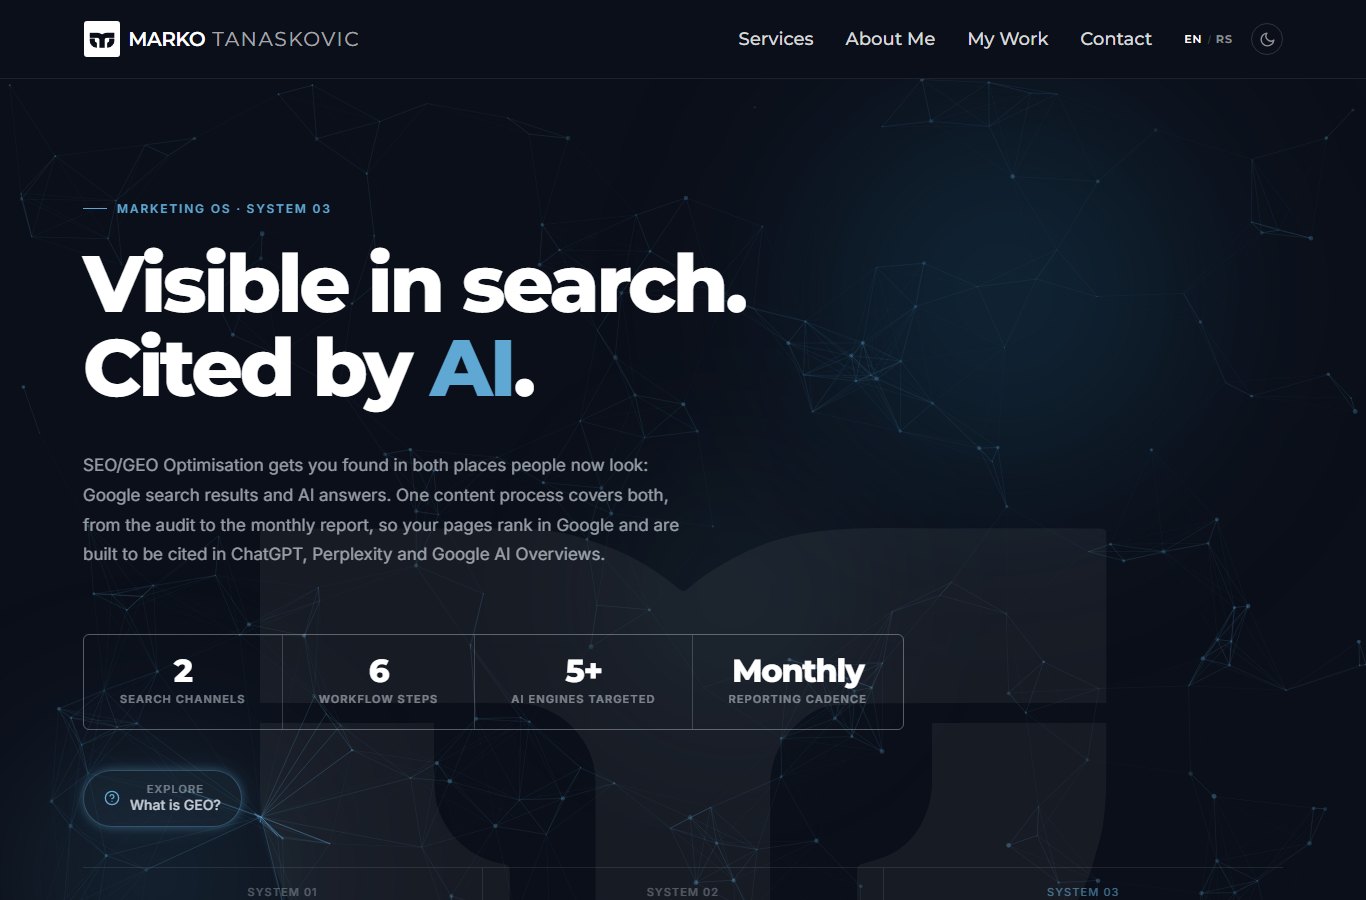 MARKO TANASKOVIC
Services About Me My Work Contact EN / RS
MARKETING OS · SYSTEM 03
Visible in search.
Cited by AI.
SEO/GEO Optimisation gets you found in both places people now look:
Google search results and AI answers. One content process covers both,
from the audit to the monthly report, so your pages rank in Google and are
built to be cited in ChatGPT, Perplexity and Google AI Overviews.
2 6 5+ Monthly
SEARCH CHANNELS WORKFLOW STEPS AI ENGINES TARGETED REPORTING CADENCE
EXPLORE
What is GEO?
SYSTEM 01 SYSTEM 02 SYSTEM 03